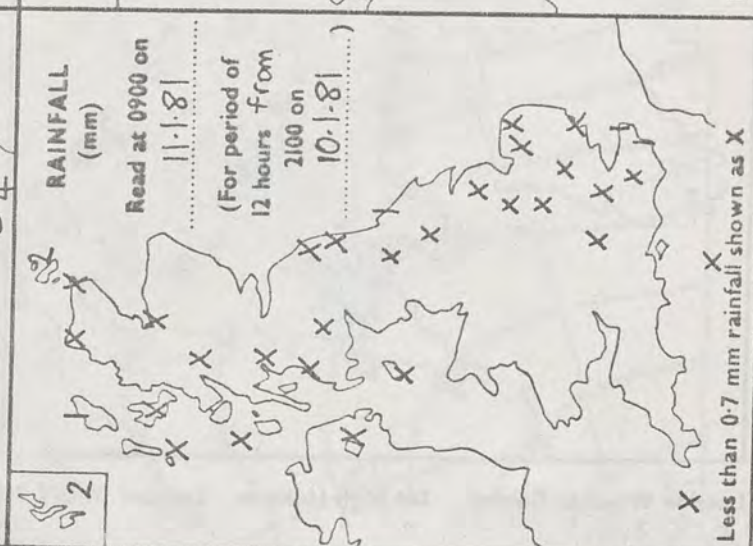 RAINFALL
(mm)
Read at 0900 on
11·1·81
(For period of
12 hours from
2100 on
10·1·81)
2
2
Less than 0·7 mm rainfall shown as X